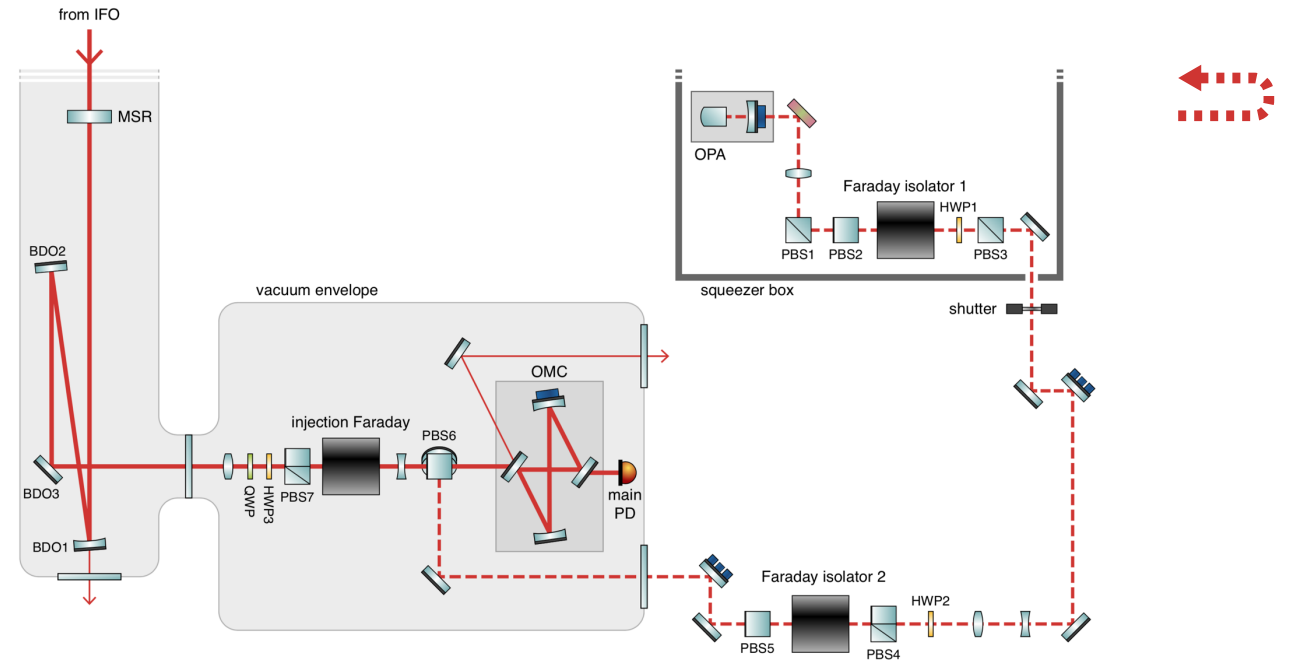 from IFO
MSR
OPA
Faraday isolator 1
HWP1
PBS1
PBS2
PBS3
BDO2
squeezer box
vacuum envelope
shutter
OMC
injection Faraday
PBS6
BDO3
QWP
HWP3
PBS7
main
PD
BDO1
Faraday isolator 2
HWP2
PBS5
PBS4